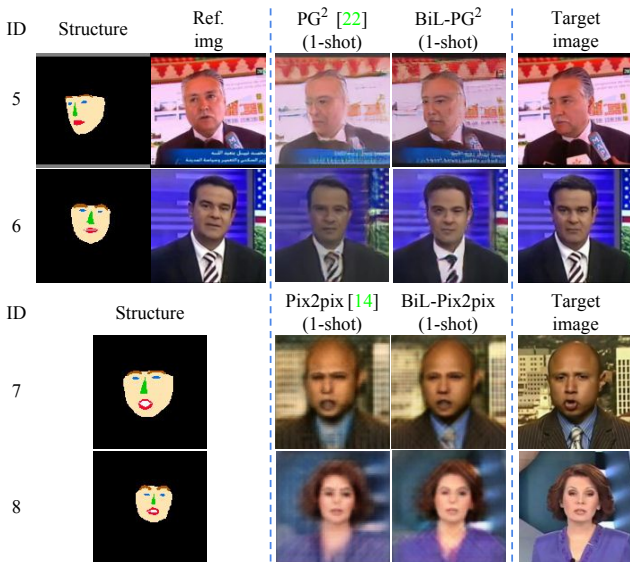 ID Structure Ref. img PG² [22] (1-shot) BiL-PG² (1-shot) Target image
5
6
ID Structure Pix2pix [14] (1-shot) BiL-Pix2pix (1-shot) Target image
7
8